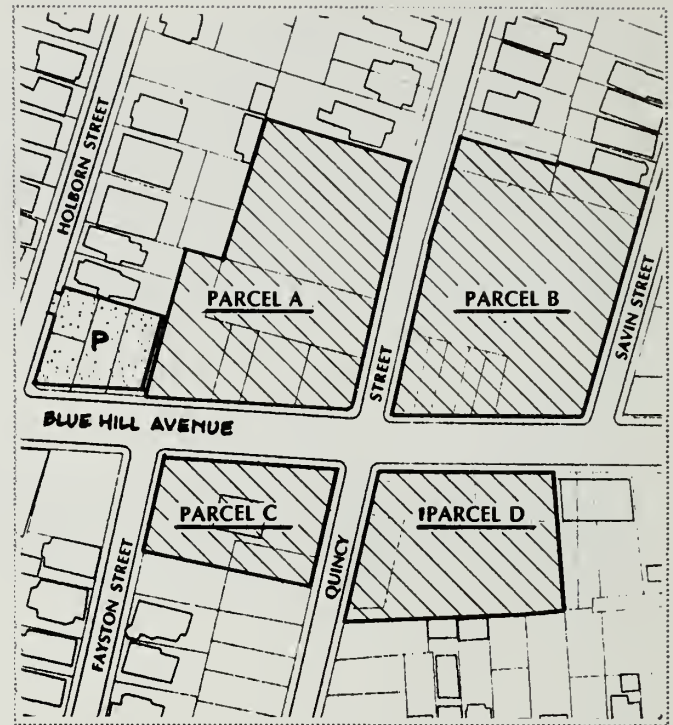 HOLBORN STREET
PARCEL A
PARCEL B
SAVIN STREET
P
STREET
BLUE HILL AVENUE
PARCEL C
PARCEL D
QUINCY
FAYSTON STREET